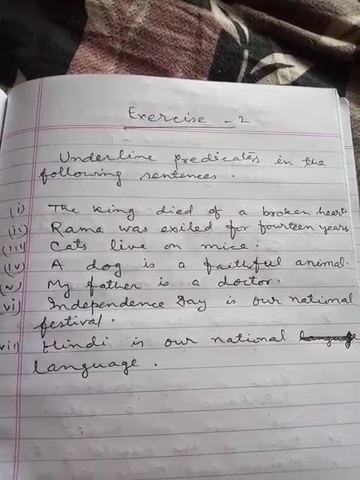 Exercise - 2
Underline predicates in the
following sentences.
(i) The king died of a broken heart
(ii) Rama was exiled for fourteen years
(iii) Cats live on mice.
(iv) A dog is a faithful animal.
(v) My father is a doctor.
vi) Independence Day is our national
festival.
vii) Hindi is our national language
language.